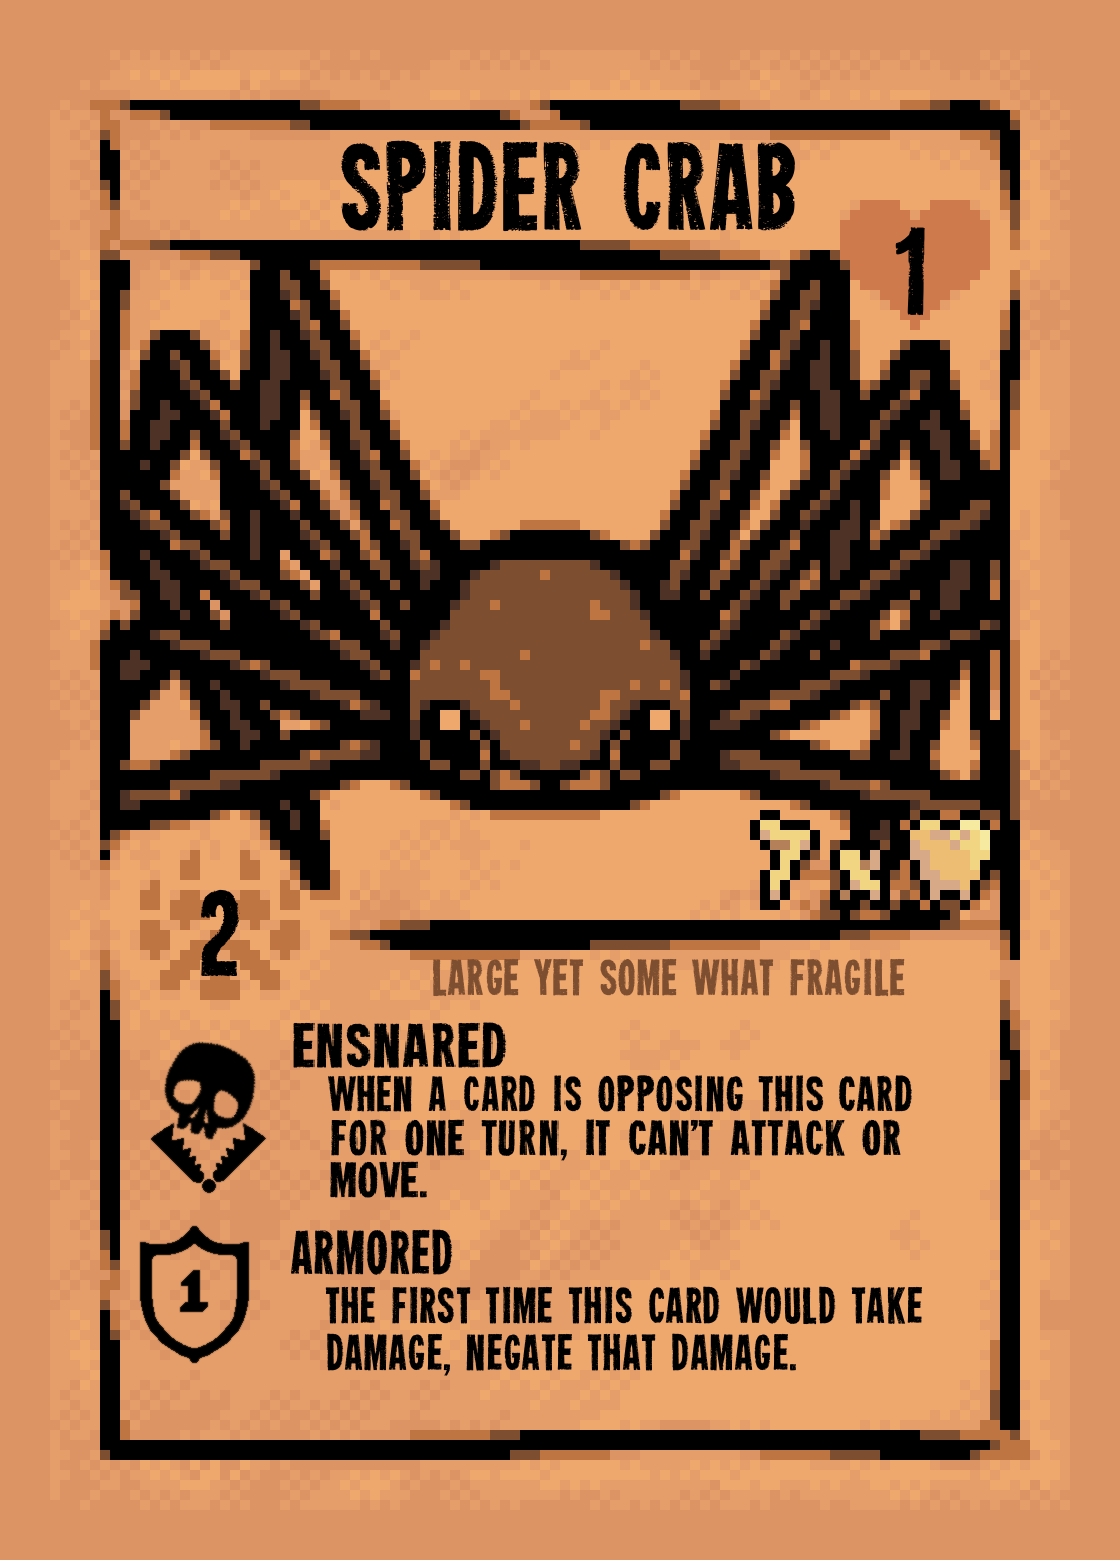 SPIDER CRAB
1
7x
2
LARGE YET SOME WHAT FRAGILE
ENSNARED
WHEN A CARD IS OPPOSING THIS CARD
FOR ONE TURN, IT CAN'T ATTACK OR
MOVE.
ARMORED
1
THE FIRST TIME THIS CARD WOULD TAKE
DAMAGE, NEGATE THAT DAMAGE.